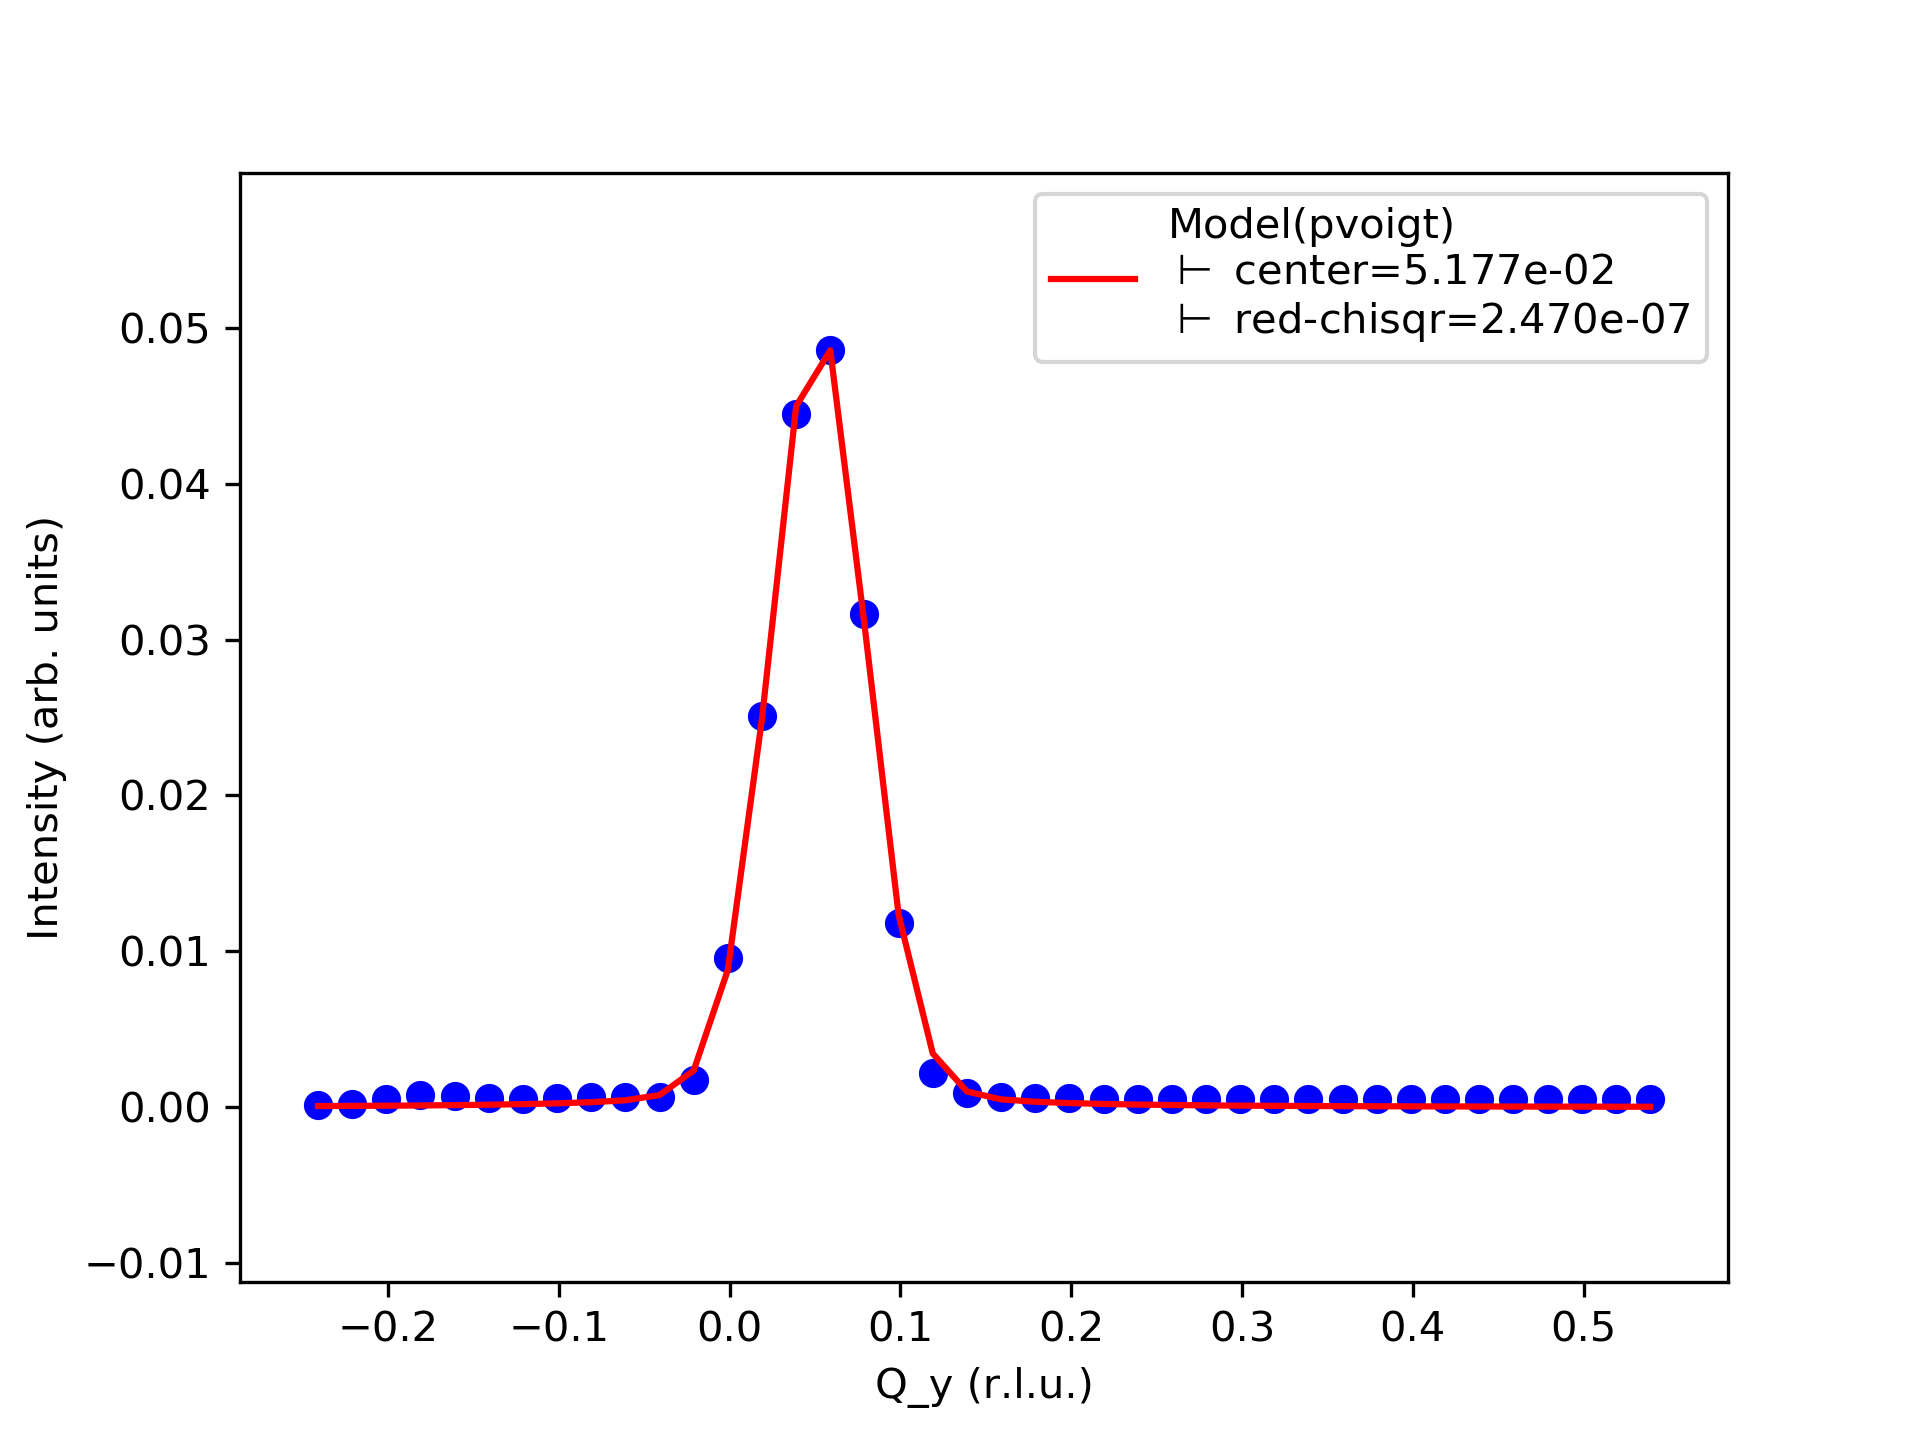 Model(pvoigt)
⊢ center=5.177e-02
⊢ red-chisqr=2.470e-07
0.05
0.04
0.03
0.02
0.01
0.00
−0.01
Intensity (arb. units)
−0.2 −0.1 0.0 0.1 0.2 0.3 0.4 0.5
Q_y (r.l.u.)